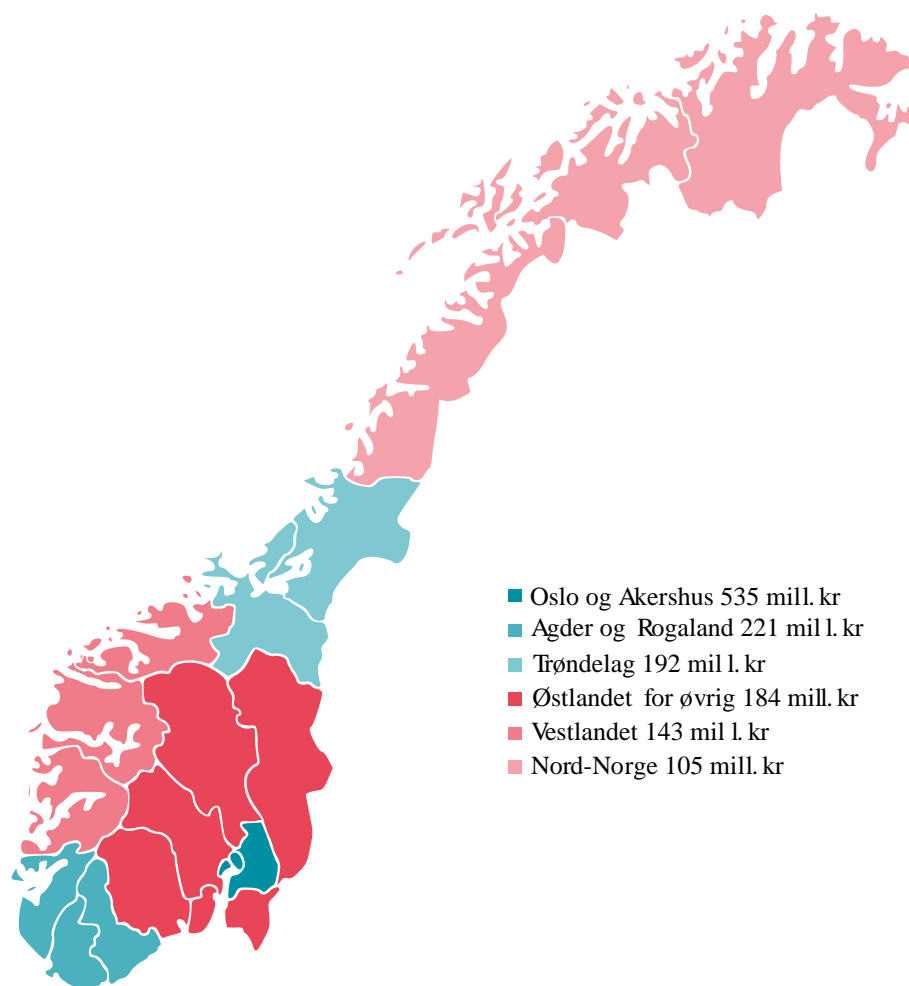 Oslo og Akershus 535 mill. kr
Agder og Rogaland 221 mill. kr
Trøndelag 192 mill. kr
Østlandet for øvrig 184 mill. kr
Vestlandet 143 mill. kr
Nord-Norge 105 mill. kr